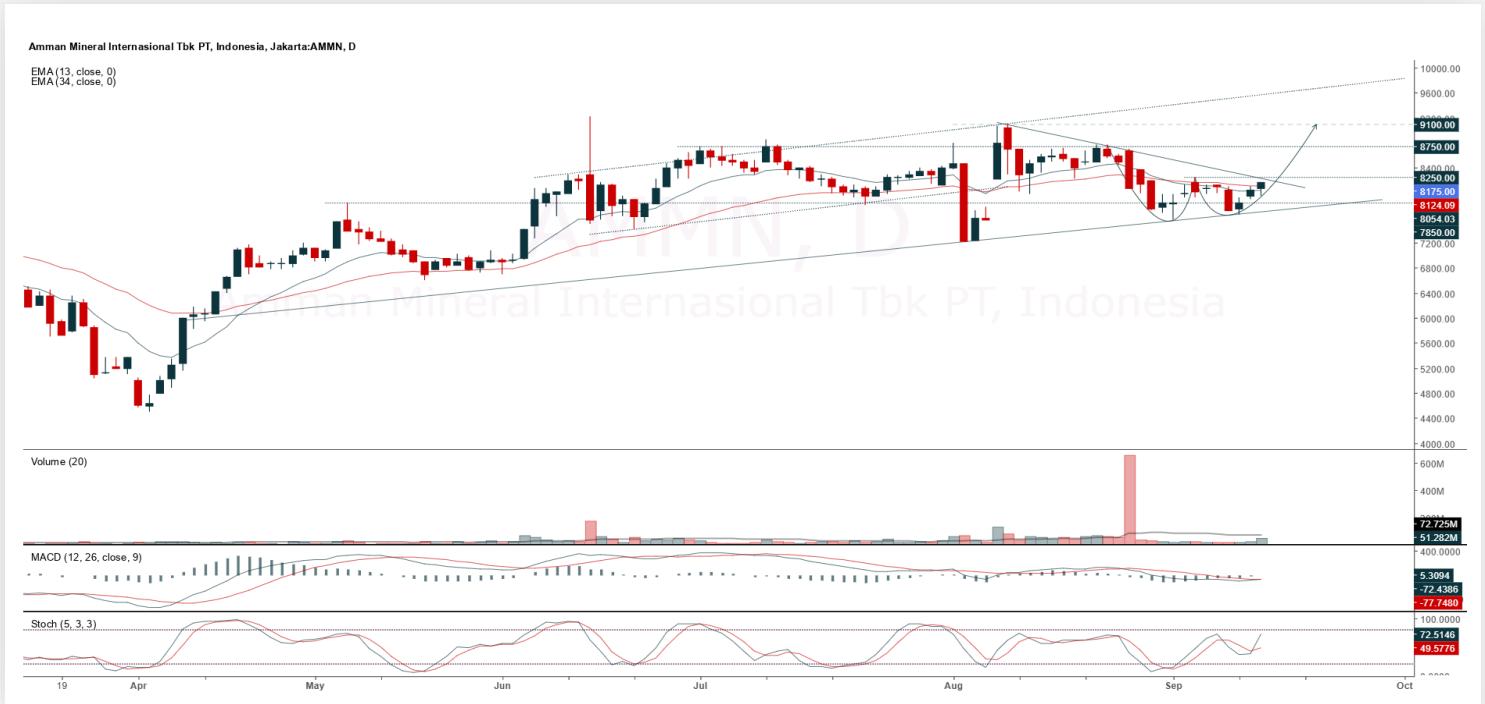 Amman Mineral Internasional Tbk PT, Indonesia, Jakarta:AMMN, D
EMA (13, close, 0)
EMA (34, close, 0)
10000.00
9600.00
9100.00
8750.00
8400.00
8250.00
8175.00
8124.09
8054.03
7850.00
7200.00
6800.00
6400.00
6000.00
5600.00
5200.00
4800.00
4400.00
4000.00
AMMN, D
Amman Mineral Internasional Tbk PT, Indonesia
Volume (20)
600M
400M
72.725M
51.282M
MACD (12, 26, close, 9)
400.0000
5.3094
-72.4386
-77.7480
Stoch (5, 3, 3)
100.0000
72.5146
49.5776
19 Apr May Jun Jul Aug Sep Oct